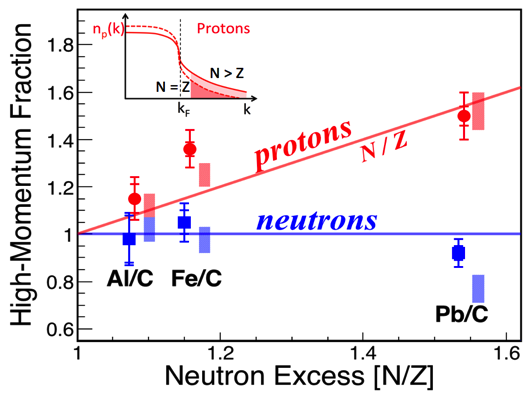 High-Momentum Fraction
1.8
1.6
1.4
1.2
1
0.8
0.6
n_p(k)
Protons
N = Z
N > Z
k_F
k
protons
N / Z
neutrons
Al/C
Fe/C
Pb/C
1
1.2
1.4
1.6
Neutron Excess [N/Z]